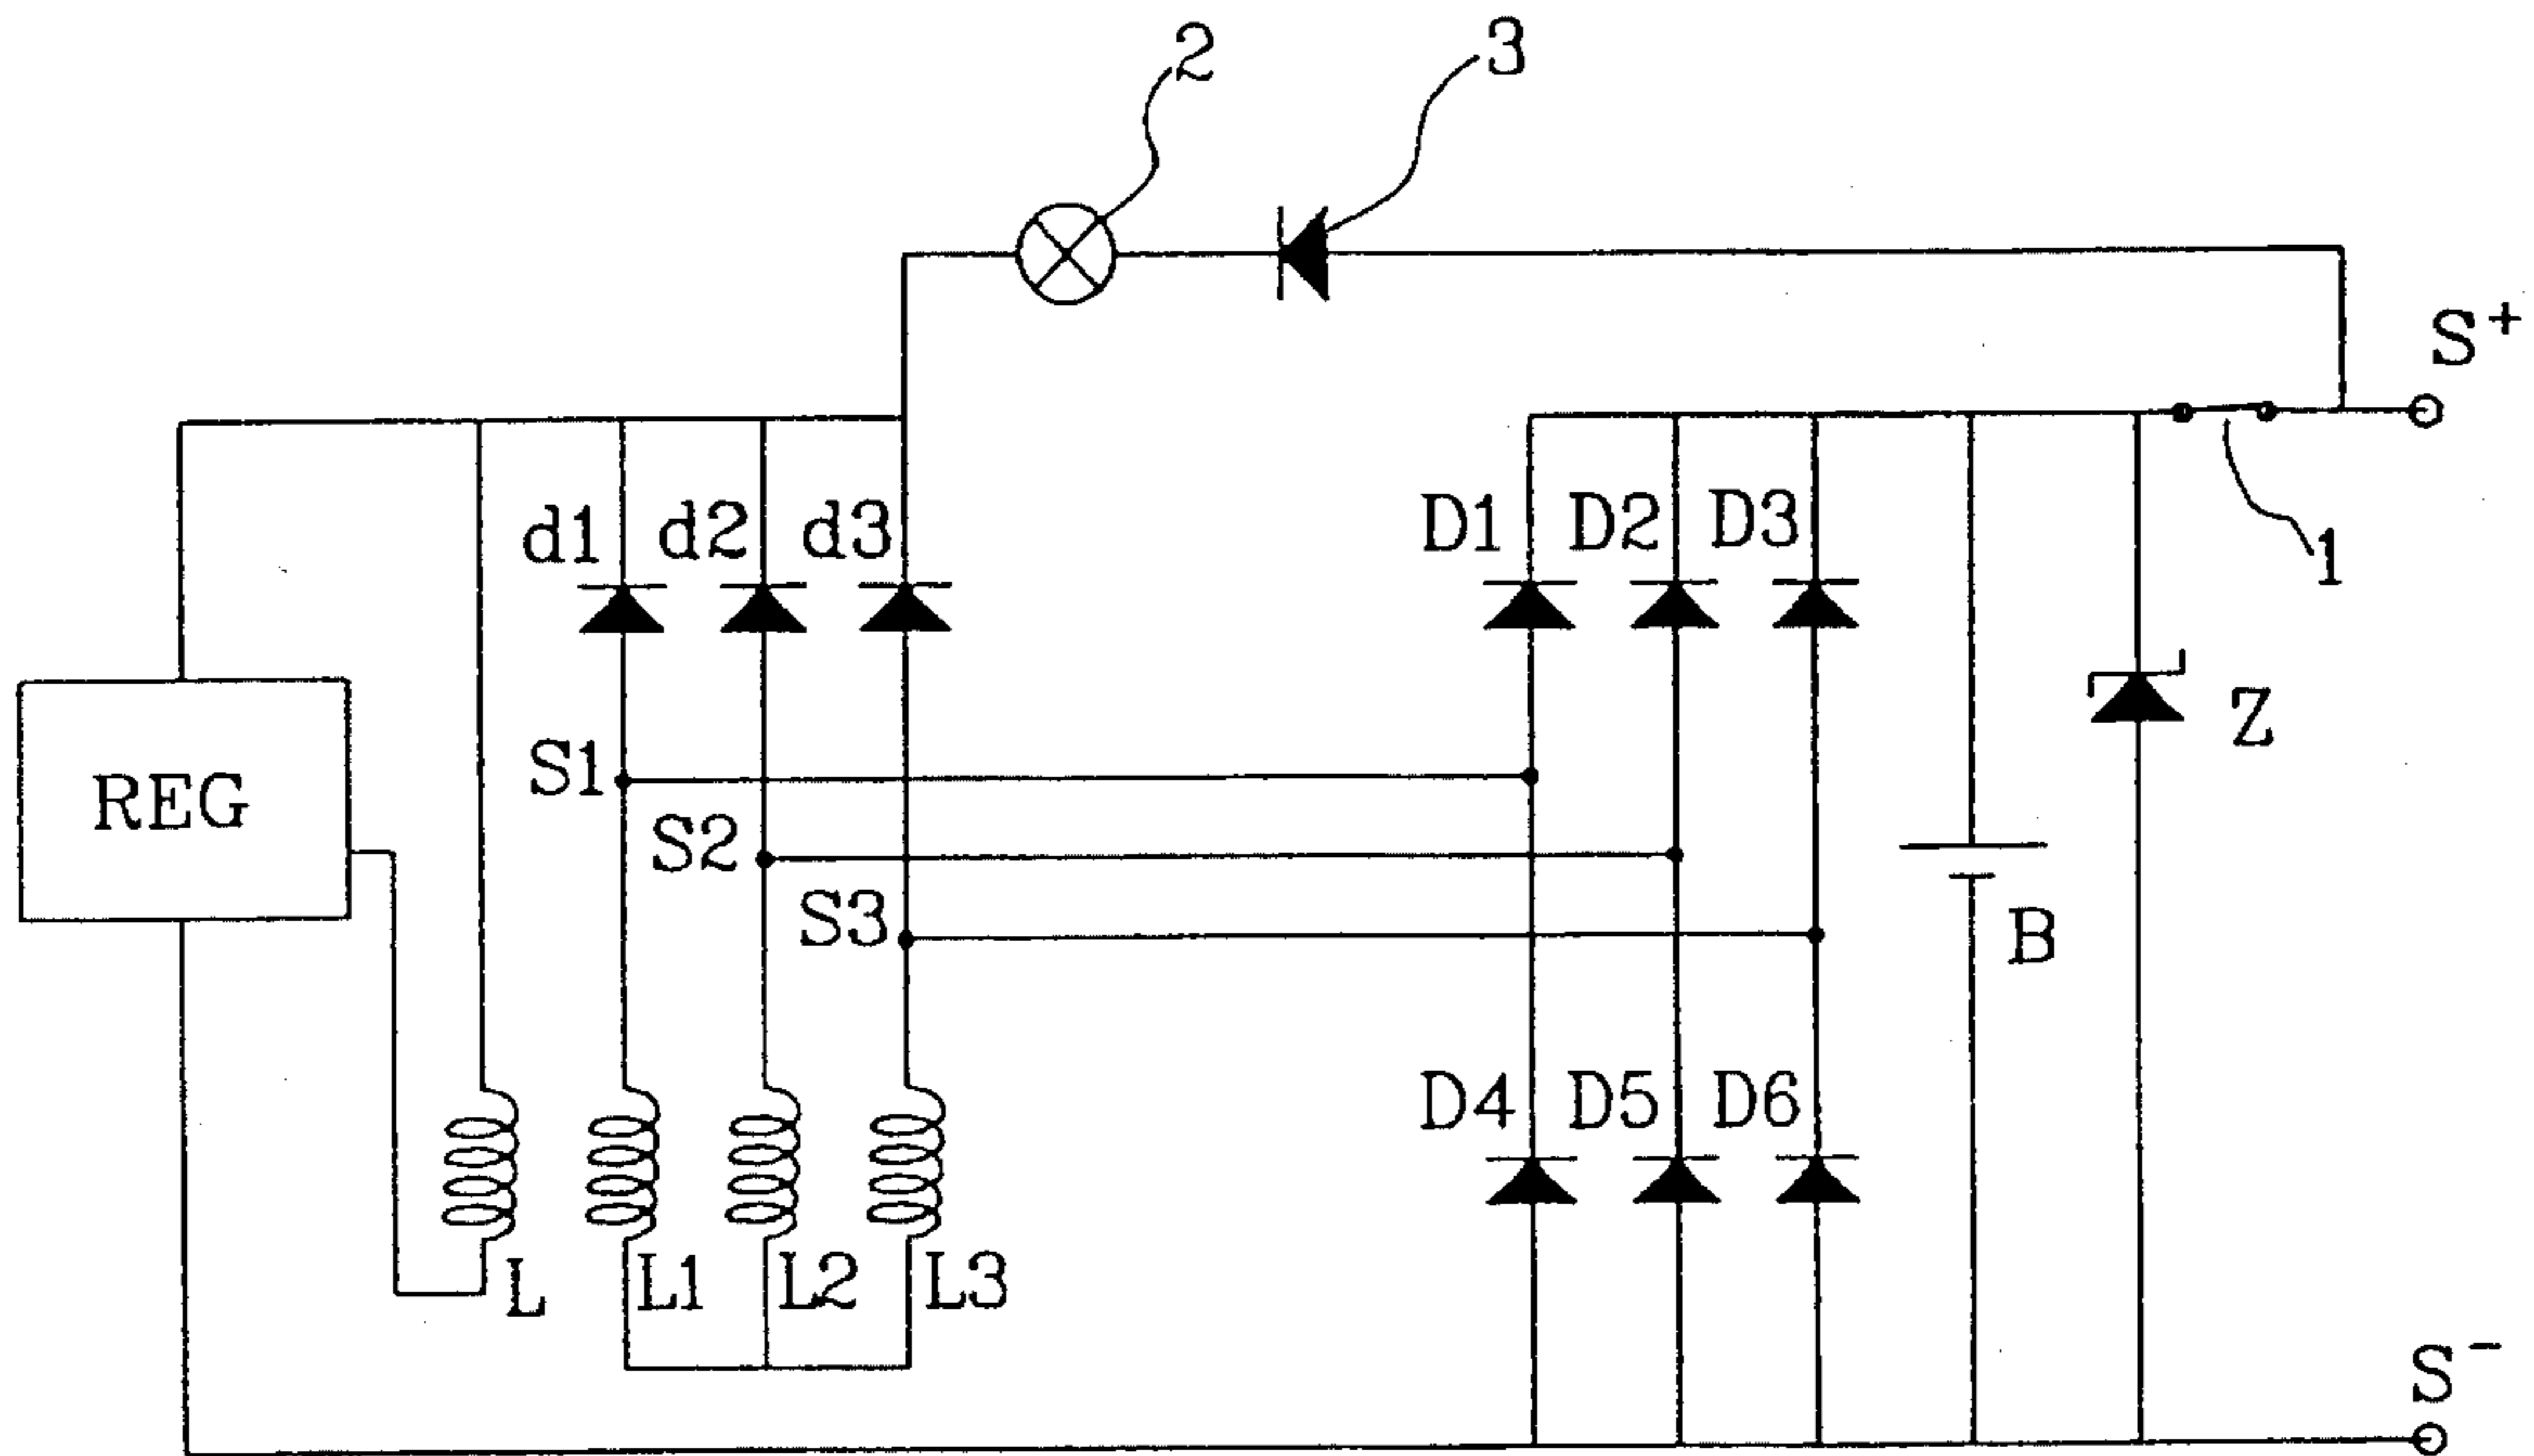 2
3
S+
d1
d2
d3
D1
D2
D3
1
REG
S1
S2
S3
Z
B
D4
D5
D6
L
L1
L2
L3
S-